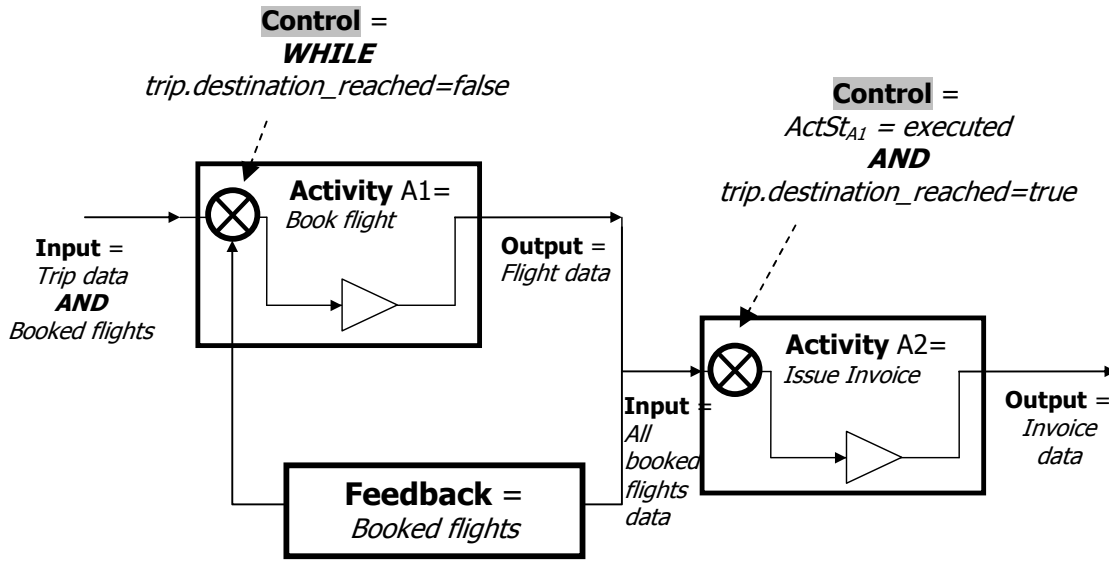 Control =
WHILE
trip.destination_reached=false
Control =
ActSt_A1 = executed
AND
trip.destination_reached=true
Activity A1=
Book flight
Input =
Trip data
AND
Booked flights
Output =
Flight data
Activity A2=
Issue Invoice
Input =
All
booked
flights
data
Output =
Invoice
data
Feedback =
Booked flights